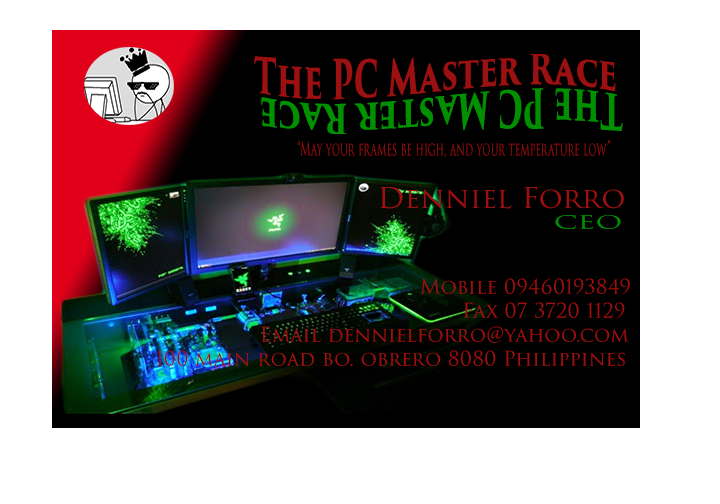 The PC Master Race
The PC Master Race
"May your frames be high, and your temperature low"
Denniel Forro
CEO
Mobile 09460193849
Fax 07 3720 1129
Email dennielforro@yahoo.com
100 main road bo. obrero 8080 Philippines